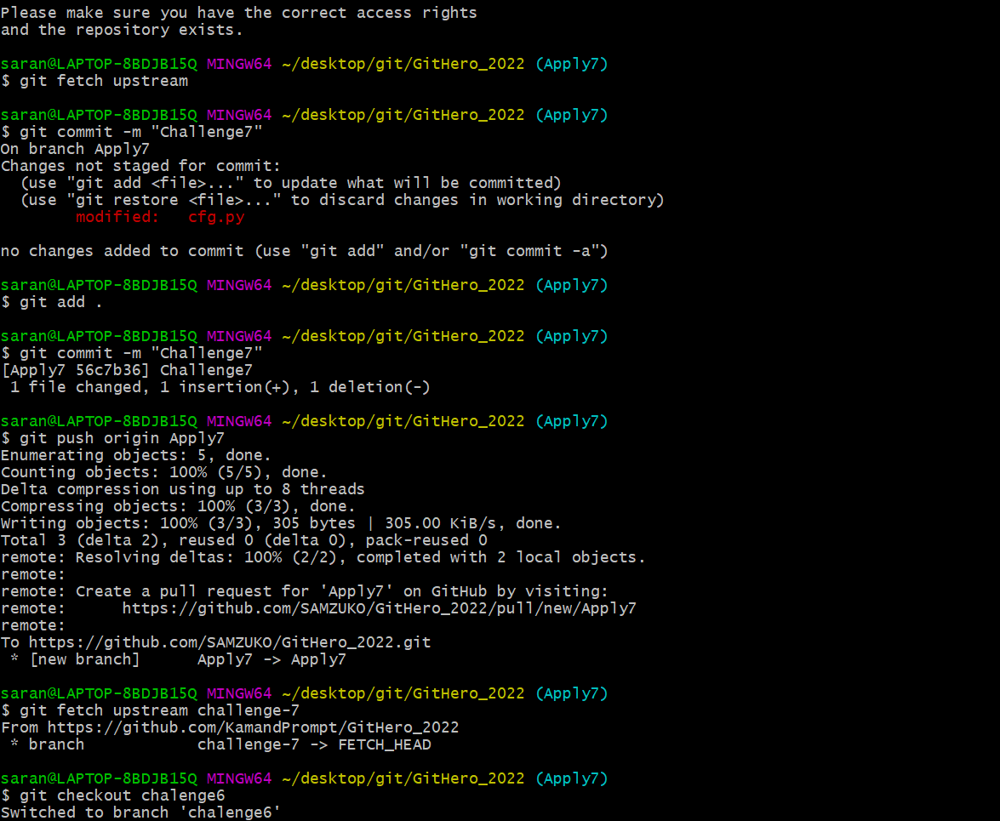 Please make sure you have the correct access rights
and the repository exists.
saran@LAPTOP-8BDJB15Q MINGW64 ~/desktop/git/GitHero_2022 (Apply7)
$ git fetch upstream
saran@LAPTOP-8BDJB15Q MINGW64 ~/desktop/git/GitHero_2022 (Apply7)
$ git commit -m "Challenge7"
On branch Apply7
Changes not staged for commit:
  (use "git add <file>..." to update what will be committed)
  (use "git restore <file>..." to discard changes in working directory)
        modified:   cfg.py
no changes added to commit (use "git add" and/or "git commit -a")
saran@LAPTOP-8BDJB15Q MINGW64 ~/desktop/git/GitHero_2022 (Apply7)
$ git add .
saran@LAPTOP-8BDJB15Q MINGW64 ~/desktop/git/GitHero_2022 (Apply7)
$ git commit -m "Challenge7"
[Apply7 56c7b36] Challenge7
 1 file changed, 1 insertion(+), 1 deletion(-)
saran@LAPTOP-8BDJB15Q MINGW64 ~/desktop/git/GitHero_2022 (Apply7)
$ git push origin Apply7
Enumerating objects: 5, done.
Counting objects: 100% (5/5), done.
Delta compression using up to 8 threads
Compressing objects: 100% (3/3), done.
Writing objects: 100% (3/3), 305 bytes | 305.00 KiB/s, done.
Total 3 (delta 2), reused 0 (delta 0), pack-reused 0
remote: Resolving deltas: 100% (2/2), completed with 2 local objects.
remote:
remote: Create a pull request for 'Apply7' on GitHub by visiting:
remote:      https://github.com/SAMZUKO/GitHero_2022/pull/new/Apply7
remote:
To https://github.com/SAMZUKO/GitHero_2022.git
 * [new branch]      Apply7 -> Apply7
saran@LAPTOP-8BDJB15Q MINGW64 ~/desktop/git/GitHero_2022 (Apply7)
$ git fetch upstream challenge-7
From https://github.com/KamandPrompt/GitHero_2022
 * branch            challenge-7 -> FETCH_HEAD
saran@LAPTOP-8BDJB15Q MINGW64 ~/desktop/git/GitHero_2022 (Apply7)
$ git checkout chalenge6
Switched to branch 'chalenge6'